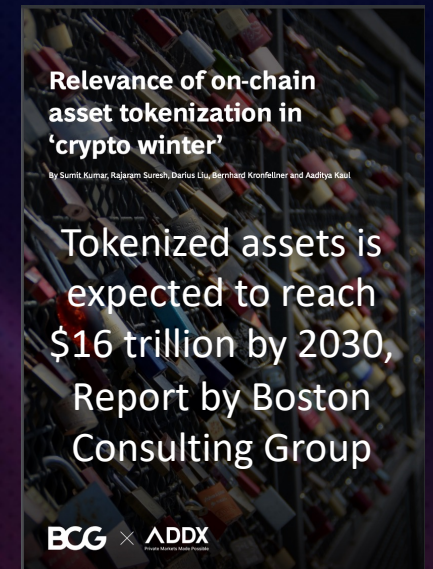 Relevance of on-chain
asset tokenization in
‘crypto winter’
By Sumit Kumar, Rajaram Suresh, Darius Liu, Bernhard Kronfellner and Aaditya Kaul
Tokenized assets is
expected to reach
$16 trillion by 2030,
Report by Boston
Consulting Group
BCG × ADDX
Private Markets Made Possible